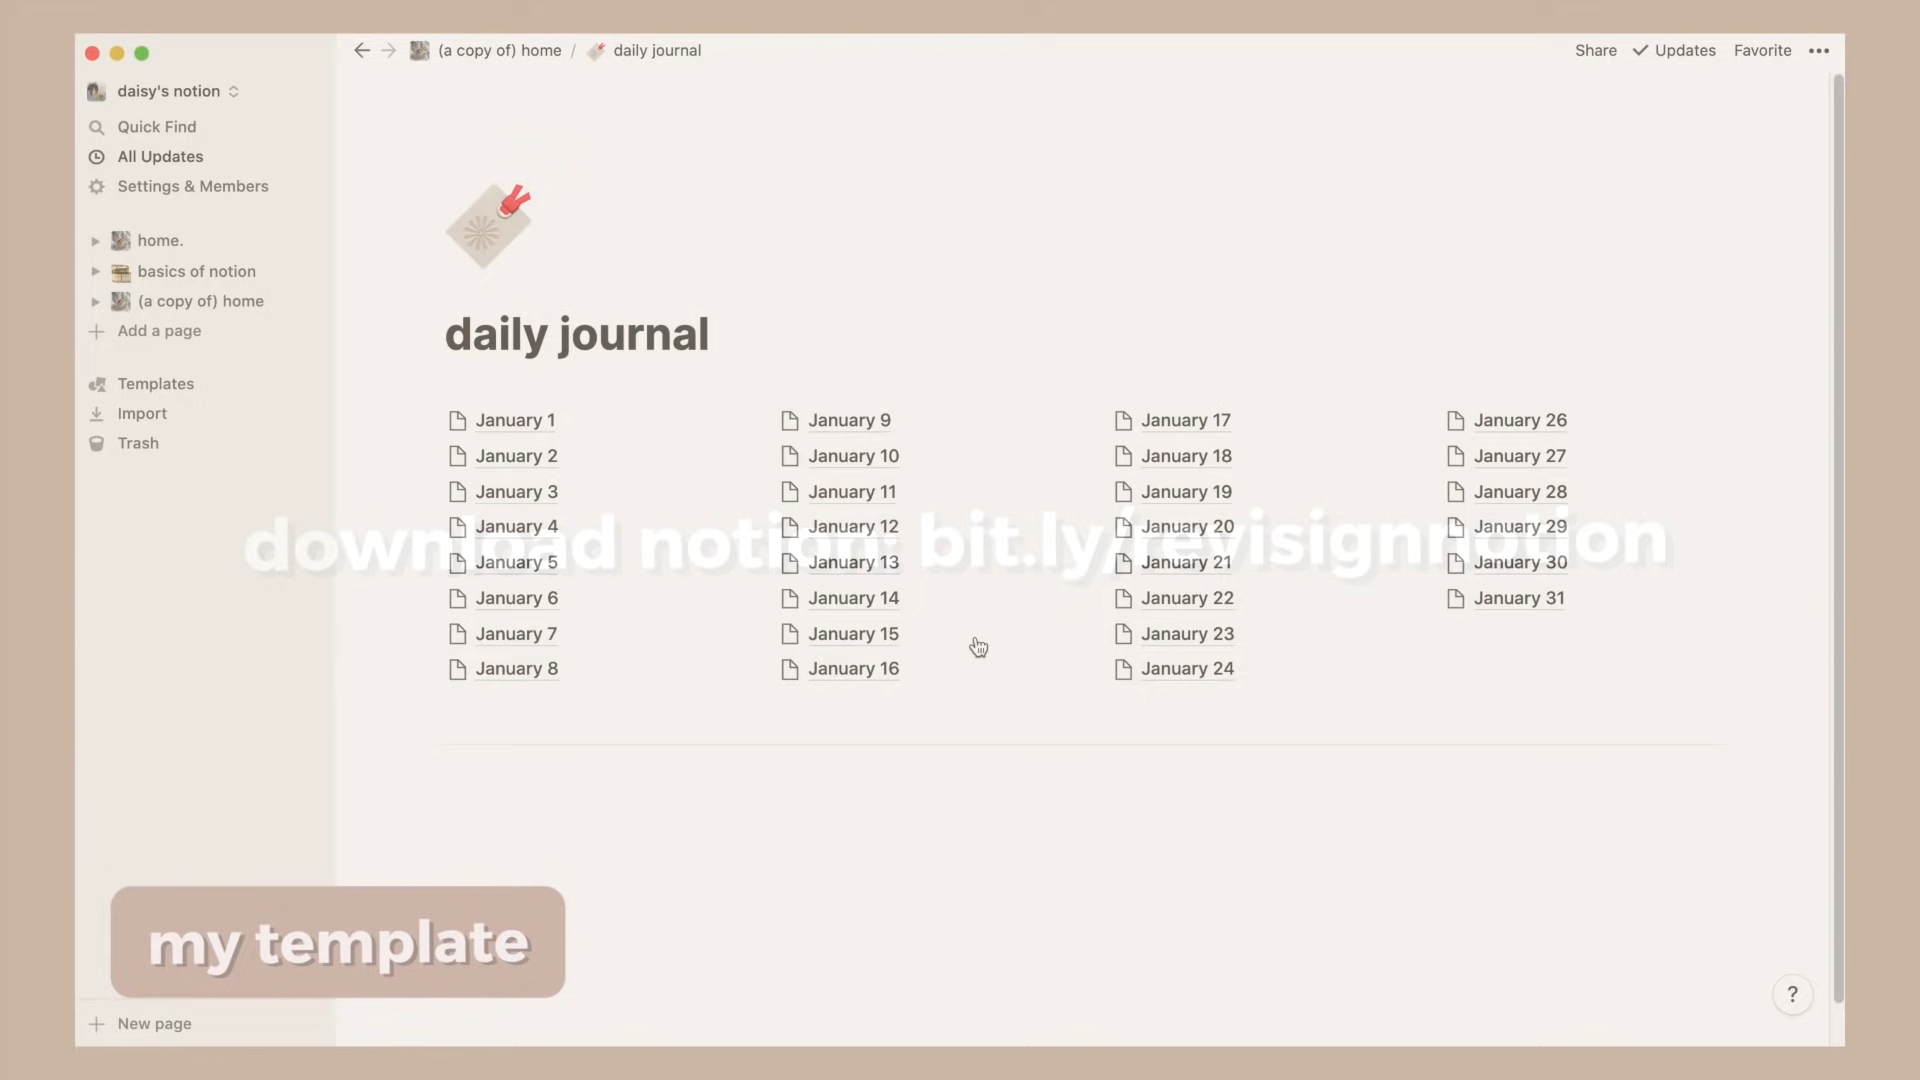 (a copy of) home / daily journal
Share Updates Favorite
daisy's notion
Quick Find
All Updates
Settings & Members
home.
basics of notion
(a copy of) home
Add a page
Templates
Import
Trash
New page
daily journal
January 1
January 2
January 3
January 4
January 5
January 6
January 7
January 8
January 9
January 10
January 11
January 12
January 13
January 14
January 15
January 16
January 17
January 18
January 19
January 20
January 21
January 22
Janaury 23
January 24
January 26
January 27
January 28
January 29
January 30
January 31
download notion: bit.ly/revisignnotion
my template
?